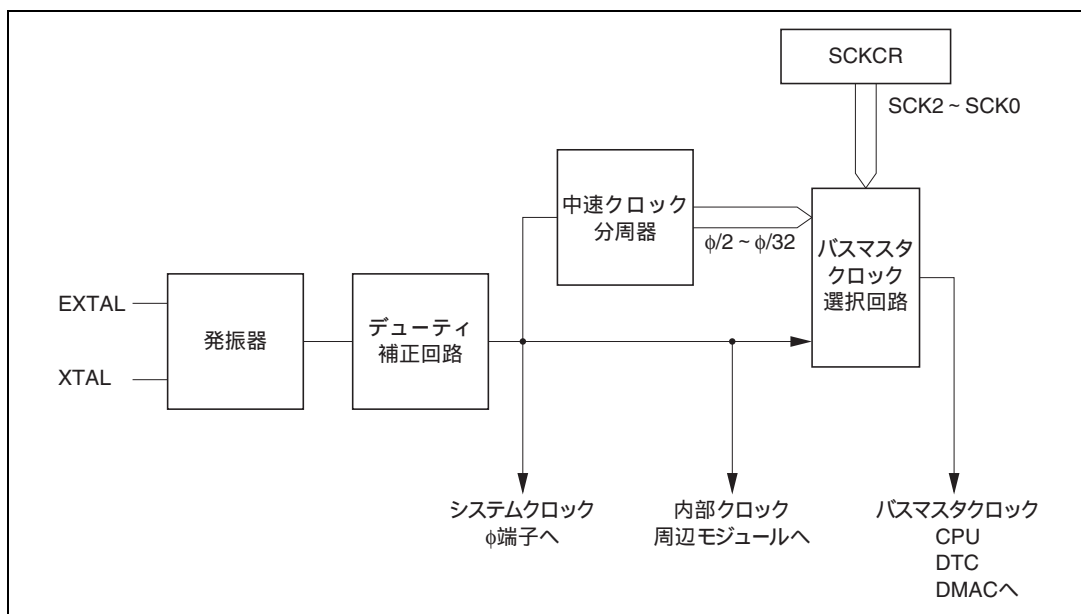 SCKCR
SCK2 ~ SCK0
中速クロック
分周器
φ/2 ~ φ/32
バスマスタ
クロック
選択回路
EXTAL
XTAL
発振器
デューティ
補正回路
システムクロック
φ端子へ
内部クロック
周辺モジュールへ
バスマスタクロック
CPU
DTC
DMACへ